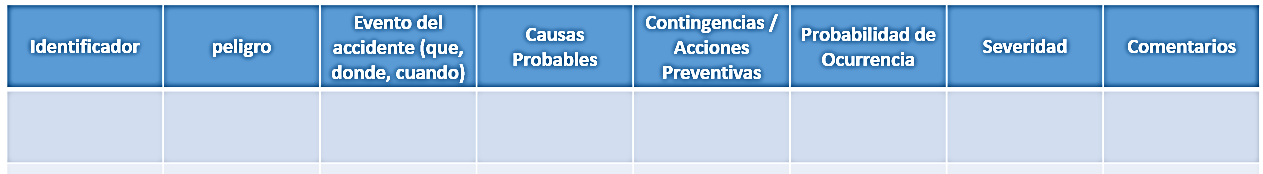 Identificador
peligro
Evento del
accidente (que,
donde, cuando)
Causas
Probables
Contingencias /
Acciones
Preventivas
Probabilidad de
Ocurrencia
Severidad
Comentarios